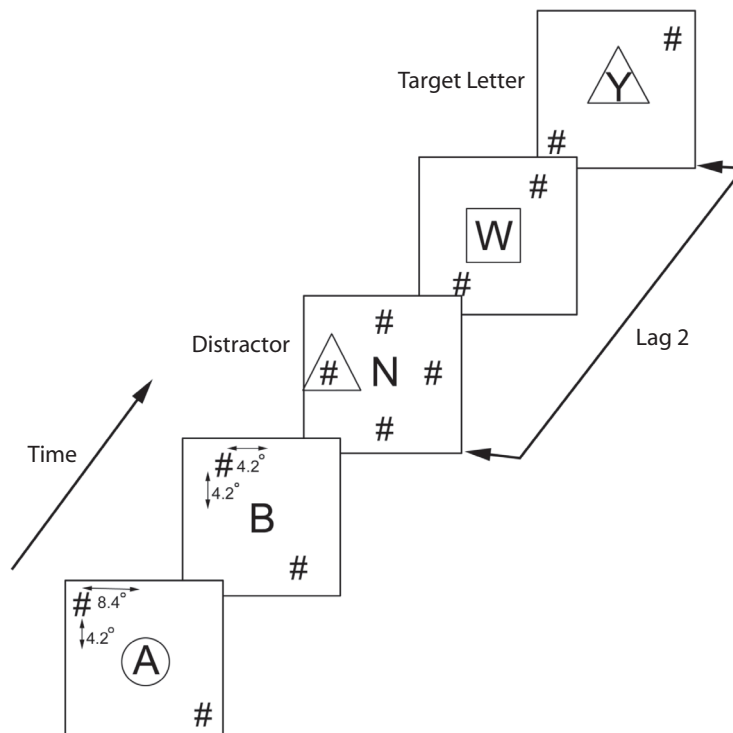 #
Target Letter
Y
#
#
W
#
Distractor
#
# N #
#
Lag 2
Time
# 4.2°
4.2°
B
#
# 8.4°
4.2°
A
#